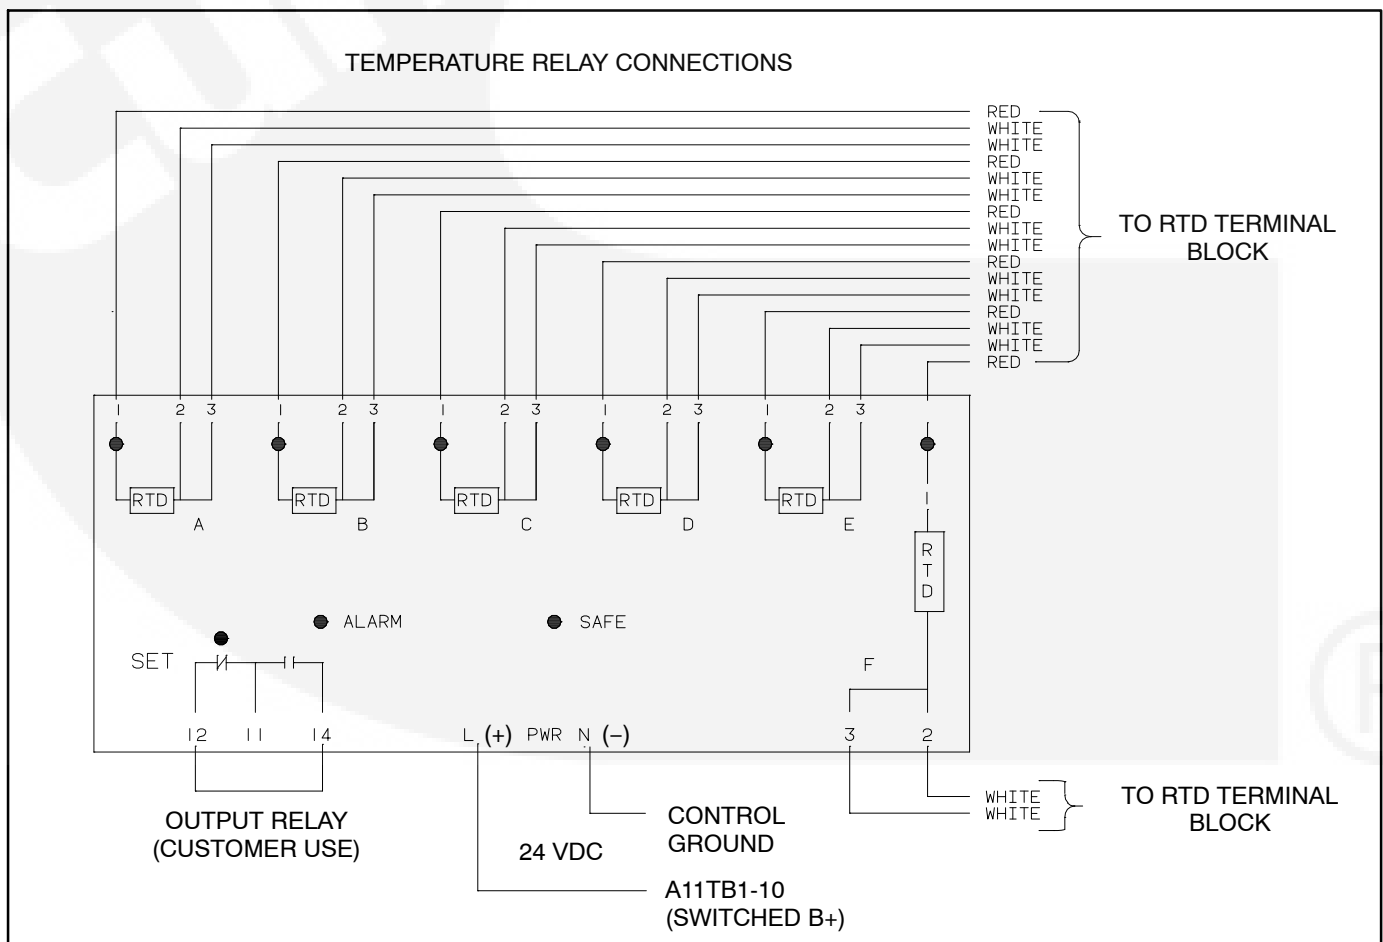 TEMPERATURE RELAY CONNECTIONS
RED
WHITE
WHITE
RED
WHITE
WHITE
RED
WHITE
WHITE
RED
WHITE
WHITE
RED
WHITE
WHITE
RED
TO RTD TERMINAL
BLOCK
1 2 3 1 2 3 1 2 3 1 2 3 1 2 3
RTD RTD RTD RTD RTD
A B C D E
1
RTD
ALARM SAFE
SET
F
12 11 14 L (+) PWR N (−) 3 2
WHITE
WHITE
TO RTD TERMINAL
BLOCK
OUTPUT RELAY
(CUSTOMER USE)
CONTROL
GROUND
24 VDC
A11TB1-10
(SWITCHED B+)